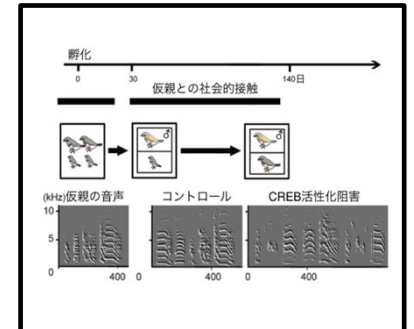 孵化
0 30 140日
仮親との社会的接触
♂ ♂
(kHz) 仮親の音声 コントロール CREB活性化阻害
10
5
0 400 0 400 0 400